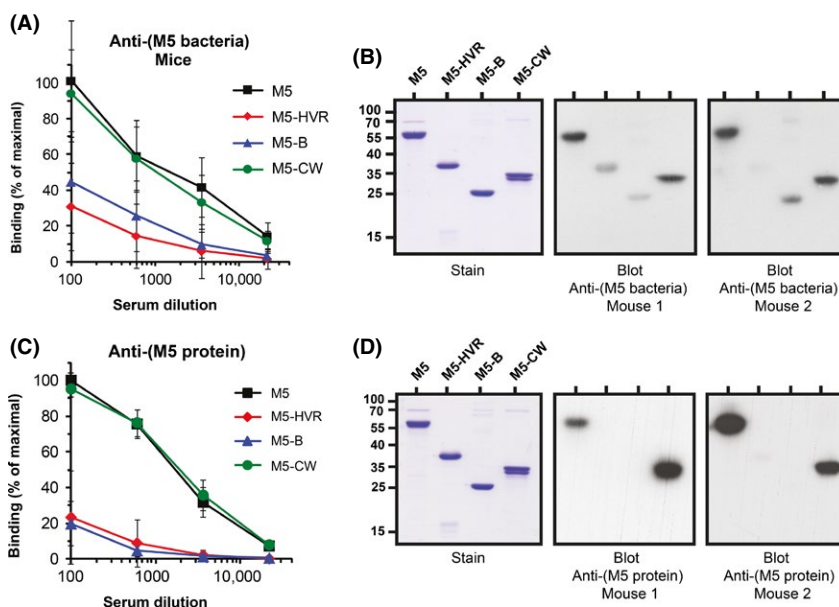 (A)
Anti-(M5 bacteria)
Mice
Binding (% of maximal)
100
80
60
40
20
0
100
1000
10,000
Serum dilution
M5
M5-HVR
M5-B
M5-CW
(B)
M5
M5-HVR
M5-B
M5-CW
100
70
55
40
35
25
15
Stain
Blot
Anti-(M5 bacteria)
Mouse 1
Blot
Anti-(M5 bacteria)
Mouse 2
(C)
Anti-(M5 protein)
Binding (% of maximal)
100
80
60
40
20
0
100
1000
10,000
Serum dilution
M5
M5-HVR
M5-B
M5-CW
(D)
M5
M5-HVR
M5-B
M5-CW
100
70
55
35
25
15
Stain
Blot
Anti-(M5 protein)
Mouse 1
Blot
Anti-(M5 protein)
Mouse 2